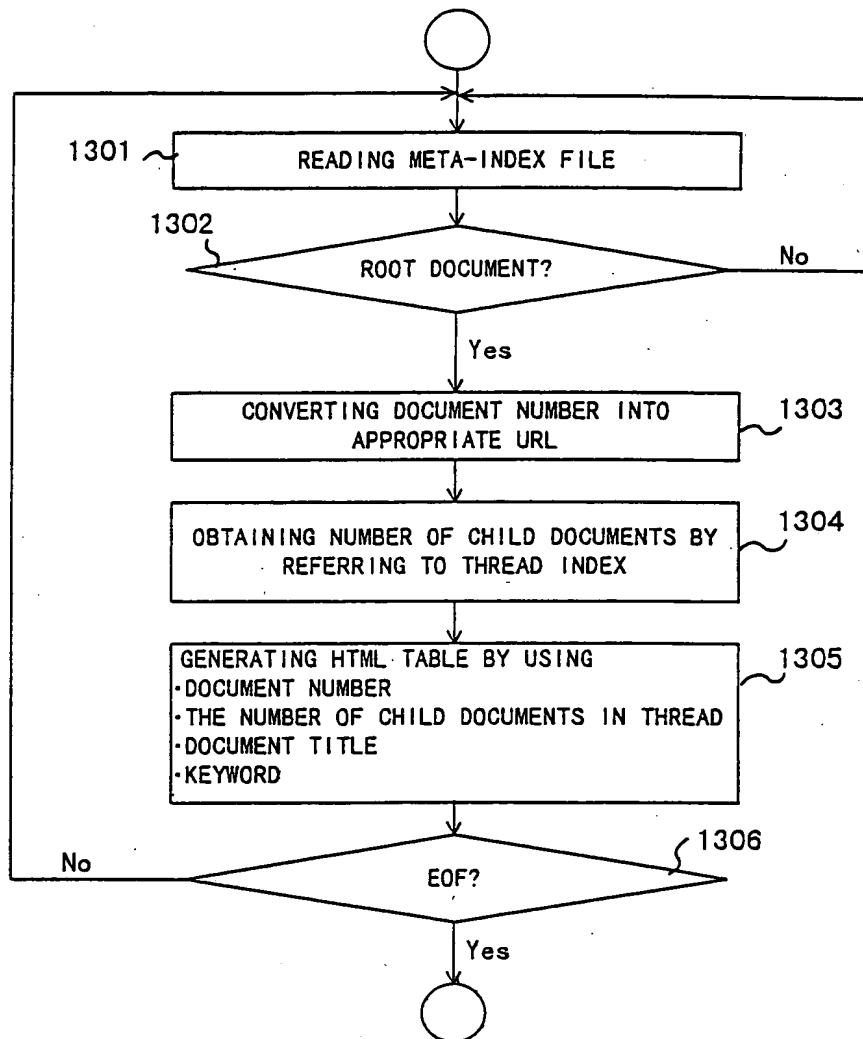 1301
READING META-INDEX FILE
1302
ROOT DOCUMENT?
No
Yes
CONVERTING DOCUMENT NUMBER INTO
APPROPRIATE URL
1303
OBTAINING NUMBER OF CHILD DOCUMENTS BY
REFERRING TO THREAD INDEX
1304
GENERATING HTML TABLE BY USING
・DOCUMENT NUMBER
・THE NUMBER OF CHILD DOCUMENTS IN THREAD
・DOCUMENT TITLE
・KEYWORD
1305
1306
No
EOF?
Yes